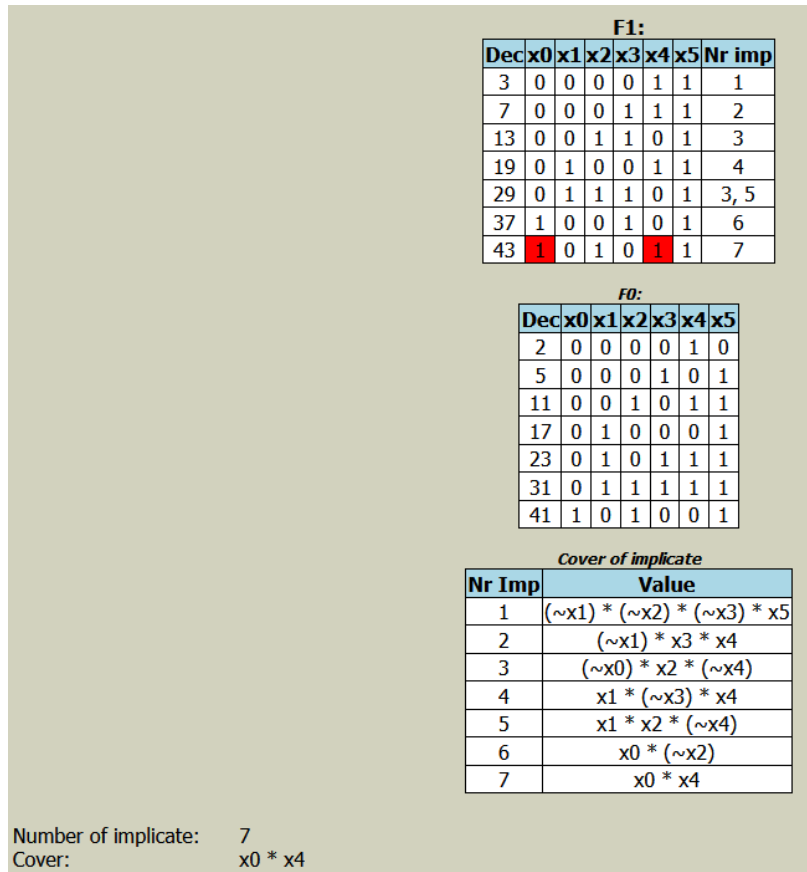 F1:
Dec x0 x1 x2 x3 x4 x5 Nr imp
3 0 0 0 0 1 1 1
7 0 0 0 1 1 1 2
13 0 0 1 1 0 1 3
19 0 1 0 0 1 1 4
29 0 1 1 1 0 1 3, 5
37 1 0 0 1 0 1 6
43 1 0 1 0 1 1 7
F0:
Dec x0 x1 x2 x3 x4 x5
2 0 0 0 0 1 0
5 0 0 0 1 0 1
11 0 0 1 0 1 1
17 0 1 0 0 0 1
23 0 1 0 1 1 1
31 0 1 1 1 1 1
41 1 0 1 0 0 1
Cover of implicate
Nr Imp Value
1 (~x1) * (~x2) * (~x3) * x5
2 (~x1) * x3 * x4
3 (~x0) * x2 * (~x4)
4 x1 * (~x3) * x4
5 x1 * x2 * (~x4)
6 x0 * (~x2)
7 x0 * x4
Number of implicate: 7
Cover: x0 * x4